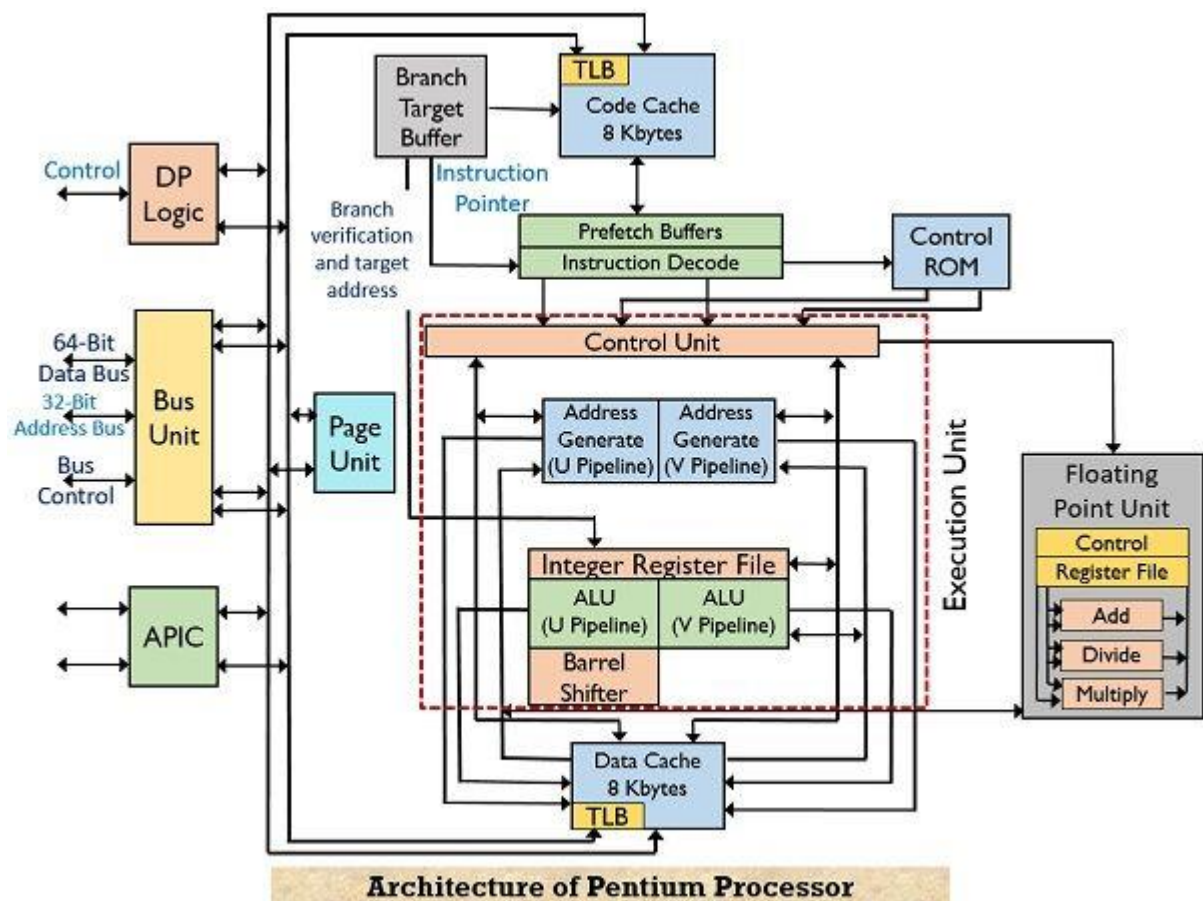 Branch
Target
Buffer
TLB
Code Cache
8 Kbytes
Control
DP
Logic
Instruction
Pointer
Branch
verification
and target
address
Prefetch Buffers
Instruction Decode
Control
ROM
64-Bit
Data Bus
32-Bit
Address Bus
Bus
Control
Bus
Unit
Page
Unit
Control Unit
Address
Generate
(U Pipeline)
Address
Generate
(V Pipeline)
Execution Unit
Floating
Point Unit
Control
Register File
Add
Divide
Multiply
Integer Register File
ALU
(U Pipeline)
ALU
(V Pipeline)
Barrel
Shifter
APIC
Data Cache
8 Kbytes
TLB
Architecture of Pentium Processor